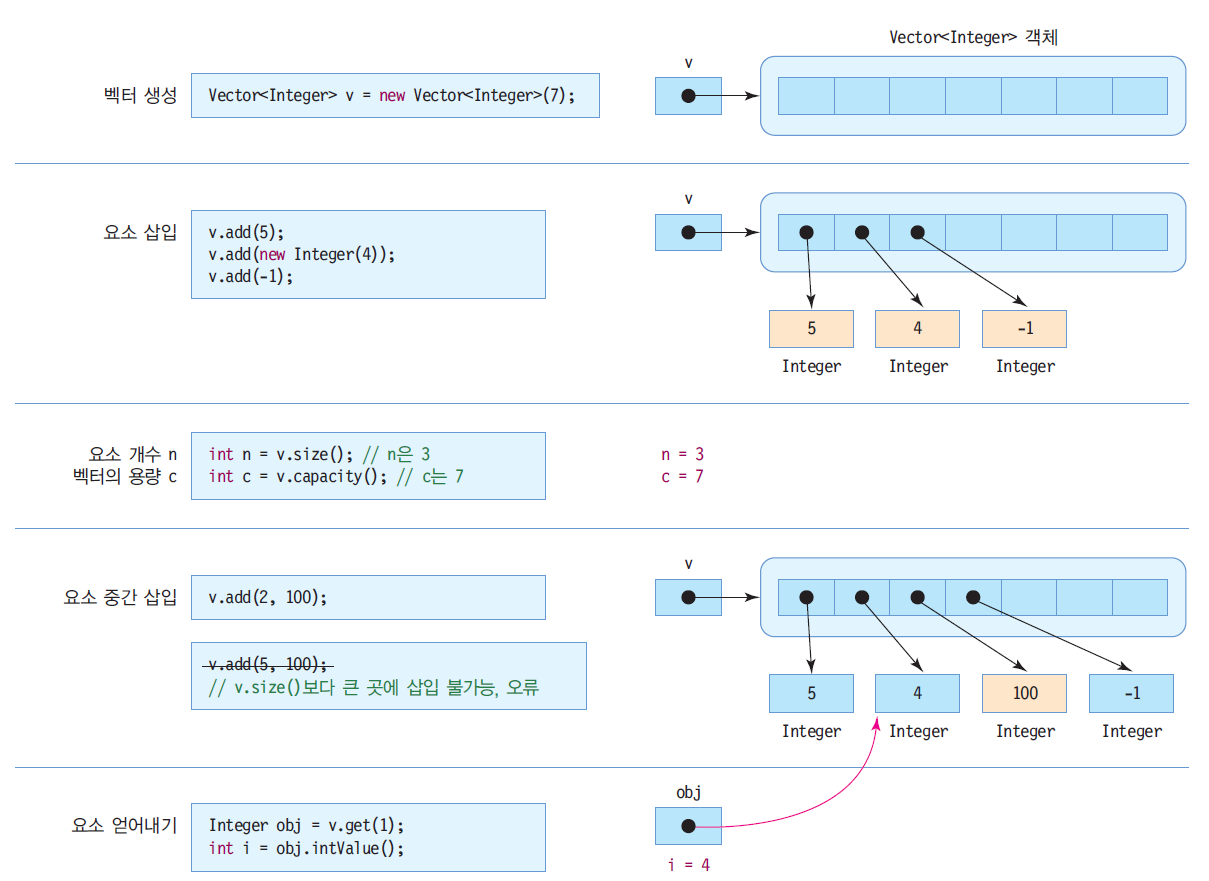 Vector<Integer> 객체
벡터 생성
Vector<Integer> v = new Vector<Integer>(7);
v
요소 삽입
v.add(5);
v.add(new Integer(4));
v.add(-1);
v
5
4
-1
Integer
Integer
Integer
요소 개수 n
벡터의 용량 c
int n = v.size(); // n은 3
int c = v.capacity(); // c는 7
n = 3
c = 7
요소 중간 삽입
v.add(2, 100);
v.add(5, 100);
// v.size()보다 큰 곳에 삽입 불가능, 오류
v
5
4
100
-1
Integer
Integer
Integer
Integer
요소 얻어내기
Integer obj = v.get(1);
int i = obj.intValue();
obj
i = 4